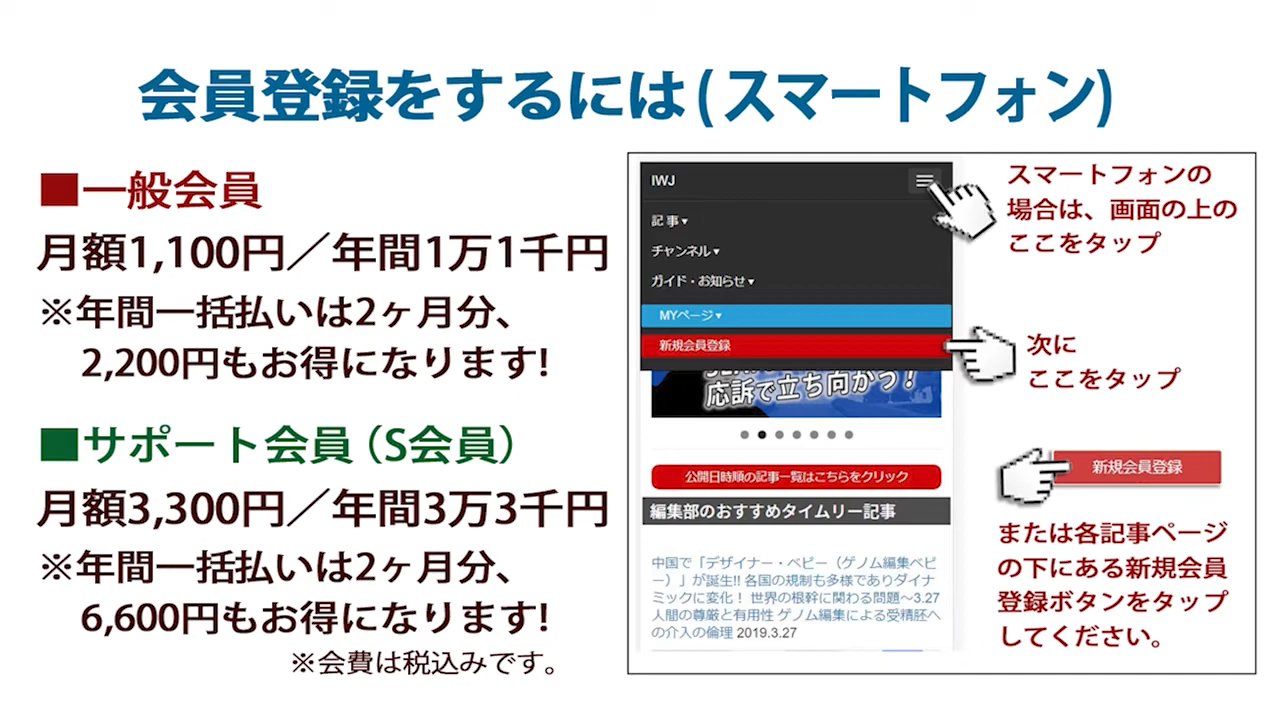 会員登録をするには(スマートフォン)
■一般会員
月額1,100円／年間1万1千円
※年間一括払いは2ヶ月分、
2,200円もお得になります!
■サポート会員（S会員）
月額3,300円／年間3万3千円
※年間一括払いは2ヶ月分、
6,600円もお得になります!
※会費は税込みです。
IWJ
記事▾
チャンネル▾
ガイド・お知らせ▾
MYページ▾
新規会員登録
応訴で立ち向かう！
公開日時順の記事一覧はこちらをクリック
編集部のおすすめタイムリー記事
中国で「デザイナー・ベビー（ゲノム編集ベビ
ー）」が誕生!! 各国の規制も多様でありダイナ
ミックに変化！ 世界の根幹に関わる問題～3.27
人間の尊厳と有用性 ゲノム編集による受精胚へ
の介入の倫理 2019.3.27
スマートフォンの
場合は、画面の上の
ここをタップ
次に
ここをタップ
新規会員登録
または各記事ページ
の下にある新規会員
登録ボタンをタップ
してください。